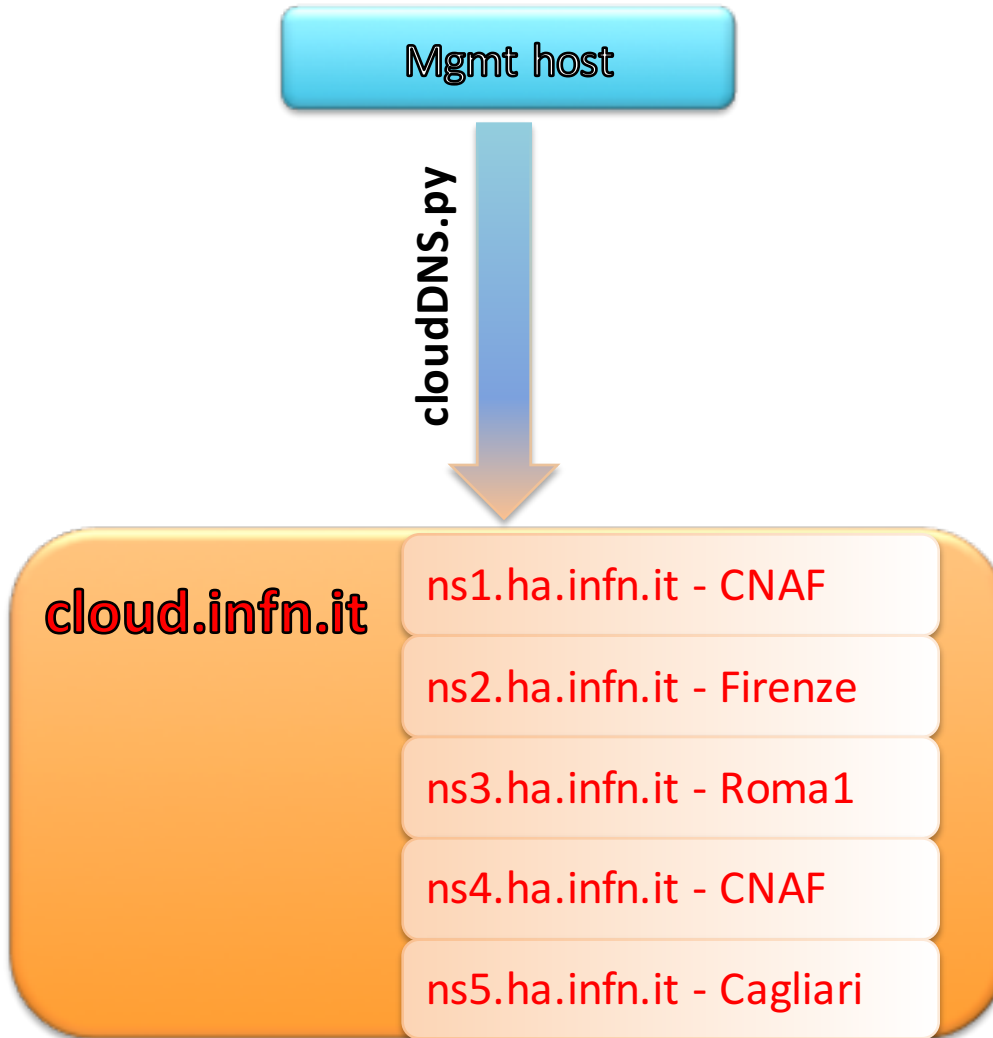 Mgmt host
cloudDNS.py
cloud.infn.it
ns1.ha.infn.it - CNAF
ns2.ha.infn.it - Firenze
ns3.ha.infn.it - Roma1
ns4.ha.infn.it - CNAF
ns5.ha.infn.it - Cagliari